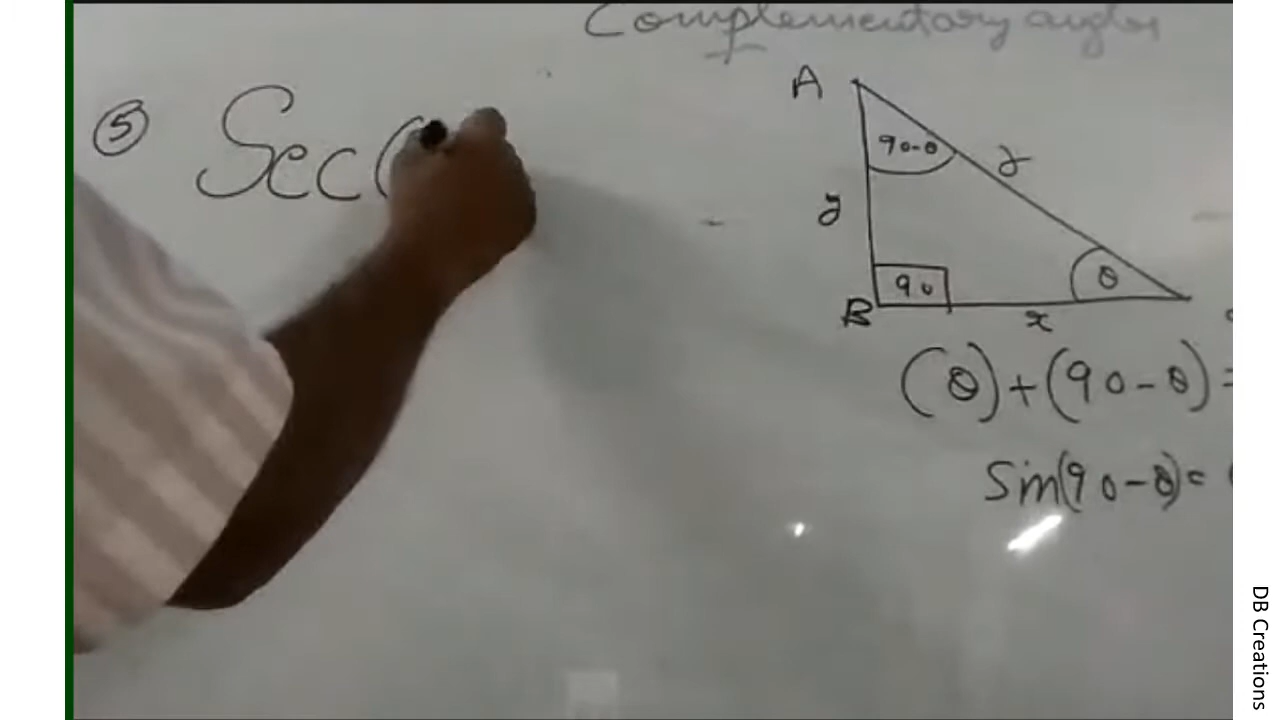 Complementary angles
⑤ Sec(
A
90-θ
y
90
θ
B
x
(θ)+(90-θ)=
Sin(90-θ)=
DB Creations